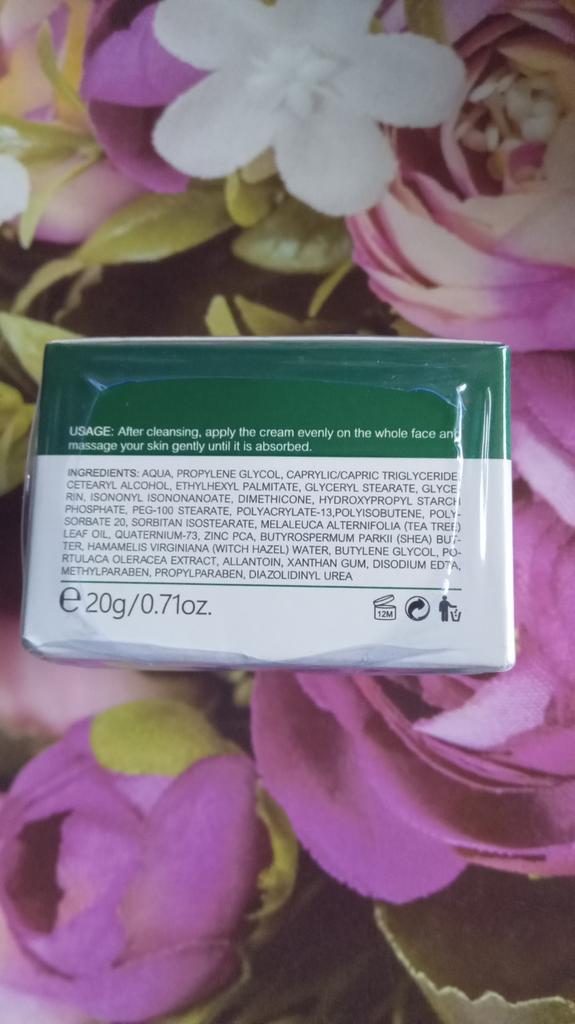 USAGE: After cleansing, apply the cream evenly on the whole face and
massage your skin gently until it is absorbed.
INGREDIENTS: AQUA, PROPYLENE GLYCOL, CAPRYLIC/CAPRIC TRIGLYCERIDE,
CETEARYL ALCOHOL, ETHYLHEXYL PALMITATE, GLYCERYL STEARATE, GLYCE
RIN, ISONONYL ISONONANOATE, DIMETHICONE, HYDROXYPROPYL STARCH
PHOSPHATE, PEG-100 STEARATE, POLYACRYLATE-13,POLYISOBUTENE, POLY-
SORBATE 20, SORBITAN ISOSTEARATE, MELALEUCA ALTERNIFOLIA (TEA TREE)
LEAF OIL, QUATERNIUM-73, ZINC PCA, BUTYROSPERMUM PARKII (SHEA) BUT-
TER, HAMAMELIS VIRGINIANA (WITCH HAZEL) WATER, BUTYLENE GLYCOL, PO-
RTULACA OLERACEA EXTRACT, ALLANTOIN, XANTHAN GUM, DISODIUM EDTA,
METHYLPARABEN, PROPYLPARABEN, DIAZOLIDINYL UREA
e 20g/0.71oz.
12M